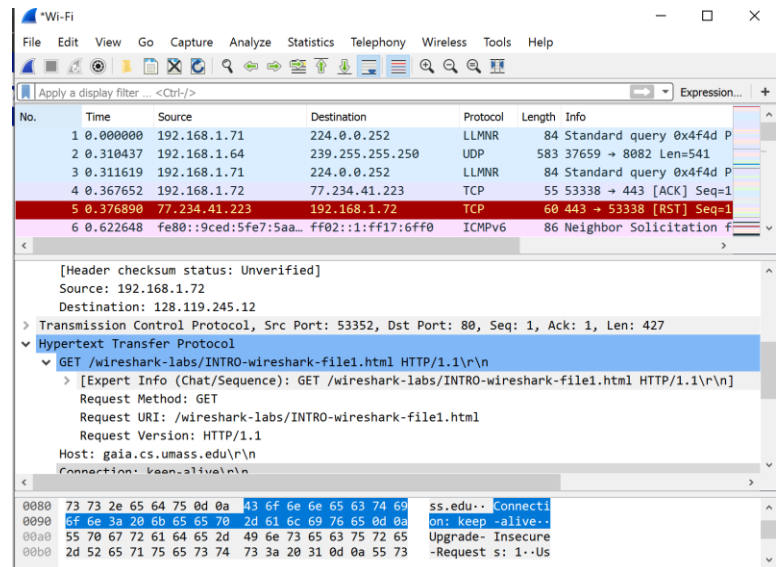 *Wi-Fi
File Edit View Go Capture Analyze Statistics Telephony Wireless Tools Help
Apply a display filter ... <Ctrl-/> Expression... +
No. Time Source Destination Protocol Length Info
1 0.000000 192.168.1.71 224.0.0.252 LLMNR 84 Standard query 0x4f4d P
2 0.310437 192.168.1.64 239.255.255.250 UDP 583 37659 → 8082 Len=541
3 0.311619 192.168.1.71 224.0.0.252 LLMNR 84 Standard query 0x4f4d P
4 0.367652 192.168.1.72 77.234.41.223 TCP 55 53338 → 443 [ACK] Seq=1
5 0.376890 77.234.41.223 192.168.1.72 TCP 60 443 → 53338 [RST] Seq=1
6 0.622648 fe80::9ced:5fe7:5aa… ff02::1:ff17:6ff0 ICMPv6 86 Neighbor Solicitation f
[Header checksum status: Unverified]
Source: 192.168.1.72
Destination: 128.119.245.12
Transmission Control Protocol, Src Port: 53352, Dst Port: 80, Seq: 1, Ack: 1, Len: 427
Hypertext Transfer Protocol
GET /wireshark-labs/INTRO-wireshark-file1.html HTTP/1.1\r\n
[Expert Info (Chat/Sequence): GET /wireshark-labs/INTRO-wireshark-file1.html HTTP/1.1\r\n]
Request Method: GET
Request URI: /wireshark-labs/INTRO-wireshark-file1.html
Request Version: HTTP/1.1
Host: gaia.cs.umass.edu\r\n
Connection: keep-alive\r\n
0080 73 73 2e 65 64 75 0d 0a 43 6f 6e 6e 65 63 74 69 ss.edu·· Connecti
0090 6f 6e 3a 20 6b 65 65 70 2d 61 6c 69 76 65 0d 0a on: keep -alive··
00a0 55 70 67 72 61 64 65 2d 49 6e 73 65 63 75 72 65 Upgrade- Insecure
00b0 2d 52 65 71 75 65 73 74 73 3a 20 31 0d 0a 55 73 -Request s: 1··Us